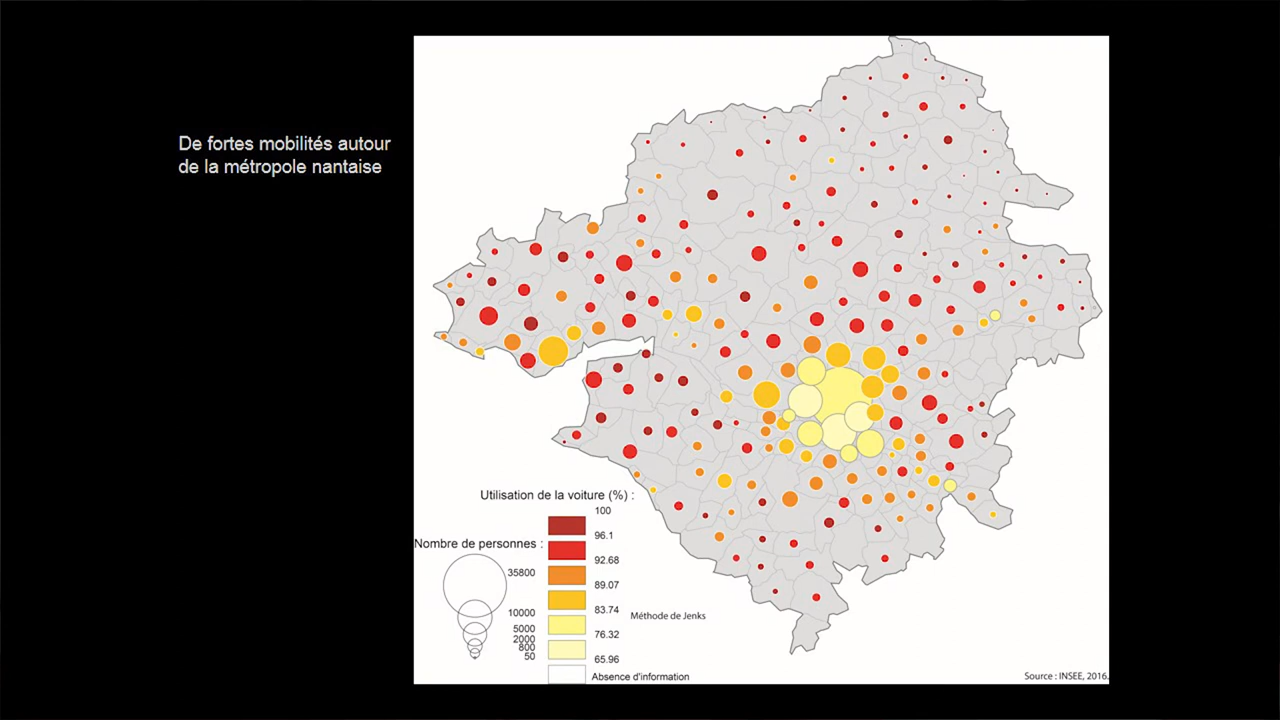 De fortes mobilités autour
de la métropole nantaise
Utilisation de la voiture (%) :
100
96.1
92.68
89.07
83.74
76.32
65.96
Absence d'information
Nombre de personnes :
35800
10000
5000
2000
800
50
Méthode de Jenks
Source : INSEE, 2016.